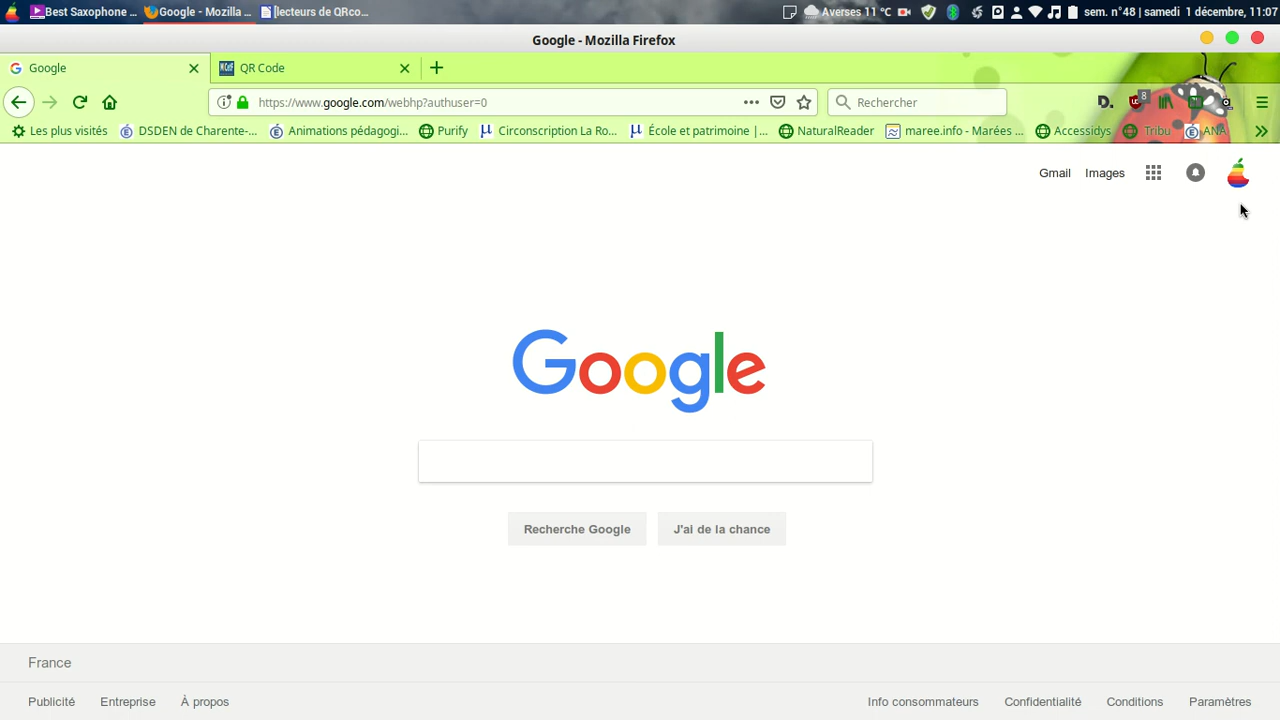 Best Saxophone ... Google - Mozilla ... [lecteurs de QRco... Averses 11 °C sem. n°48 | samedi 1 décembre, 11:07
Google - Mozilla Firefox
Google QR Code
https://www.google.com/webhp?authuser=0 Rechercher D. 8
Les plus visités DSDEN de Charente-... Animations pédagogi... Purify Circonscription La Ro... École et patrimoine |... NaturalReader maree.info - Marées ... Accessidys Tribu ANA
Gmail Images
Google
Recherche Google J'ai de la chance
France
Publicité Entreprise À propos Info consommateurs Confidentialité Conditions Paramètres